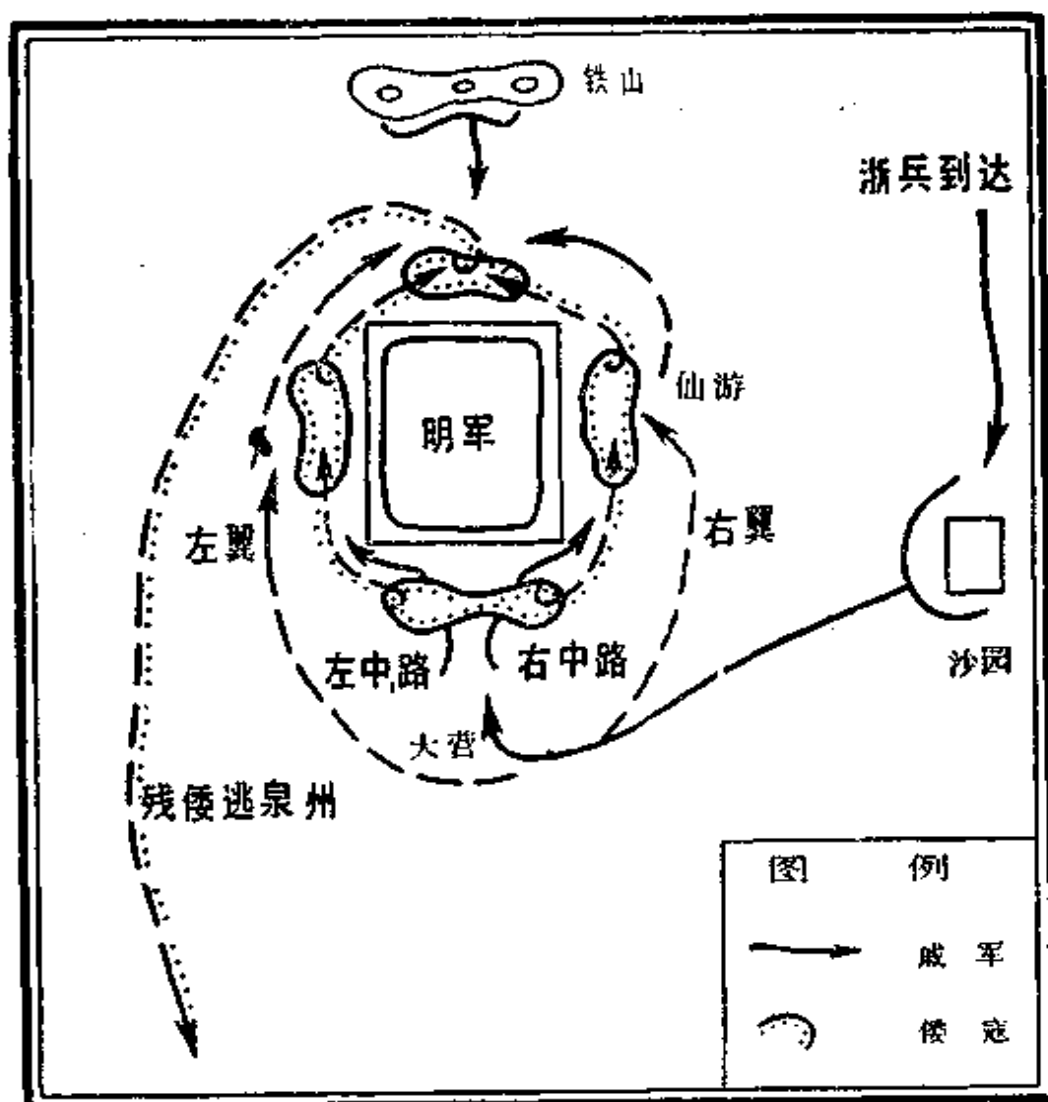 铁山
浙兵到达
仙游
明军
左翼
右翼
左中路
右中路
沙园
大营
残倭逃泉州
图 例
戚 军
倭 寇